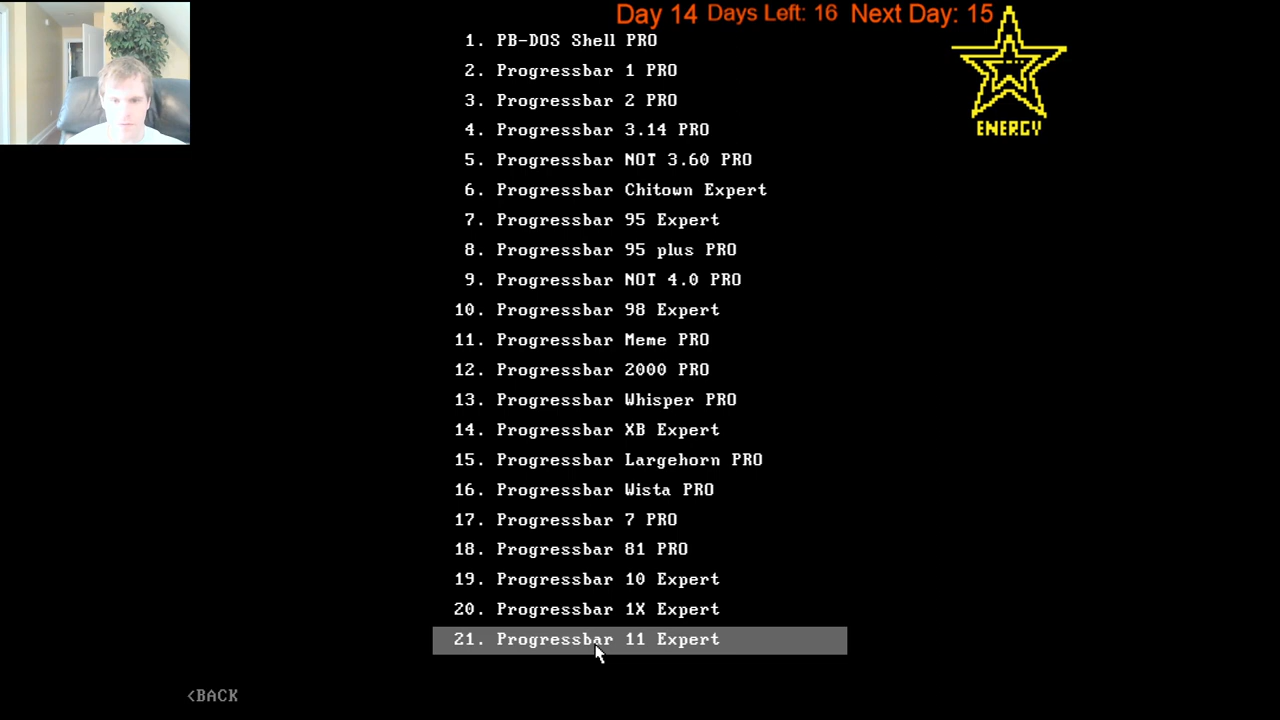 Day 14 Days Left: 16 Next Day: 15
1. PB-DOS Shell PRO
2. Progressbar 1 PRO
3. Progressbar 2 PRO
4. Progressbar 3.14 PRO
5. Progressbar NOT 3.60 PRO
6. Progressbar Chitown Expert
7. Progressbar 95 Expert
8. Progressbar 95 plus PRO
9. Progressbar NOT 4.0 PRO
10. Progressbar 98 Expert
11. Progressbar Meme PRO
12. Progressbar 2000 PRO
13. Progressbar Whisper PRO
14. Progressbar XB Expert
15. Progressbar Largehorn PRO
16. Progressbar Wista PRO
17. Progressbar 7 PRO
18. Progressbar 81 PRO
19. Progressbar 10 Expert
20. Progressbar 1X Expert
21. Progressbar 11 Expert
<BACK
ENERGY